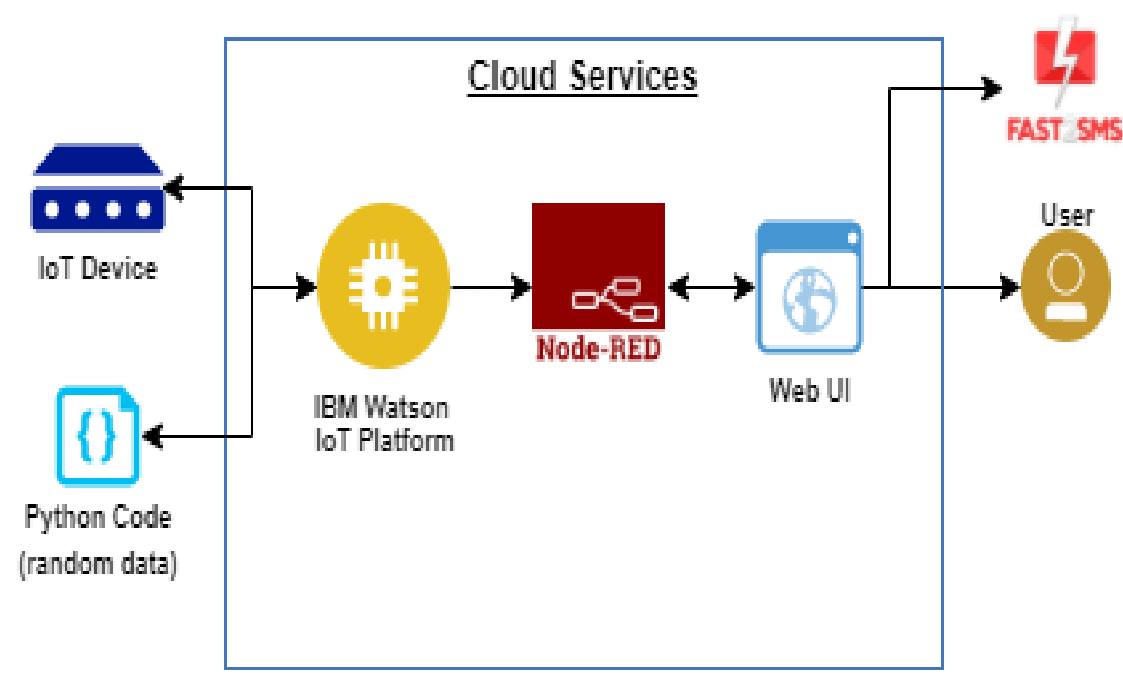 Cloud Services
FAST2SMS
User
IoT Device
Node-RED
Web UI
IBM Watson
IoT Platform
Python Code
(random data)